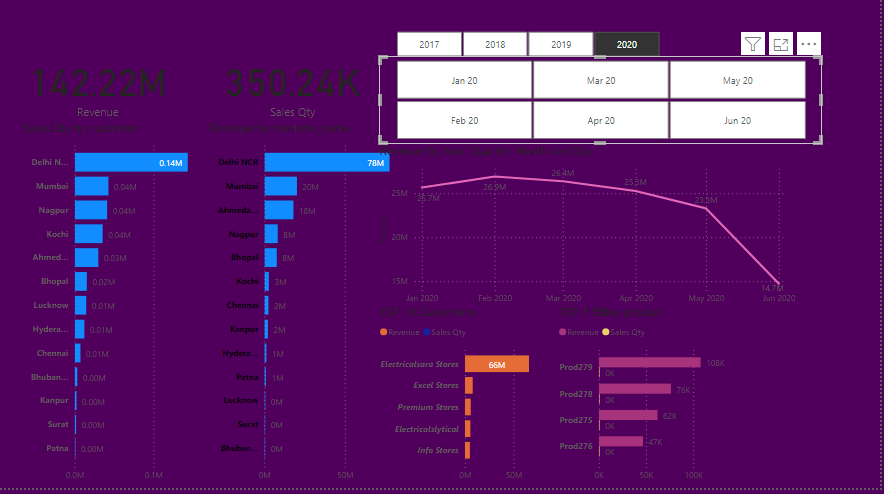 2017 2018 2019 2020
Jan 20 Mar 20 May 20
Feb 20 Apr 20 Jun 20
142.22M
Revenue
350.24K
Sales Qty
Delhi N... 0.14M
Mumbai 0.04M
Nagpur 0.04M
Kochi 0.04M
Ahmed... 0.03M
Bhopal 0.02M
Lucknow 0.01M
Hydera... 0.01M
Chennai 0.01M
Bhuban... 0.00M
Kanpur 0.00M
Surat 0.00M
Patna 0.00M
0.0M 0.1M
Delhi NCR 78M
Mumbai 20M
Ahmeda... 18M
Nagpur 8M
Bhopal 8M
Kochi 3M
Chennai 2M
Kanpur 2M
Hydera... 1M
Patna 1M
Lucknow 0M
Surat 0M
Bhuban... 0M
0M 50M
25M
20M
15M
25.7M 26.9M 26.4M 25.3M 23.3M 14.7M
Jan 2020 Feb 2020 Mar 2020 Apr 2020 May 2020 Jun 2020
Revenue Sales Qty
Electricalsara Stores 66M
Excel Stores
Premium Stores
Electricalslytical
Info Stores
0M 50M
Revenue Sales Qty
Prod279 108K
0K
Prod278 76K
0K
Prod275 62K
0K
Prod276 47K
0K
0K 50K 100K